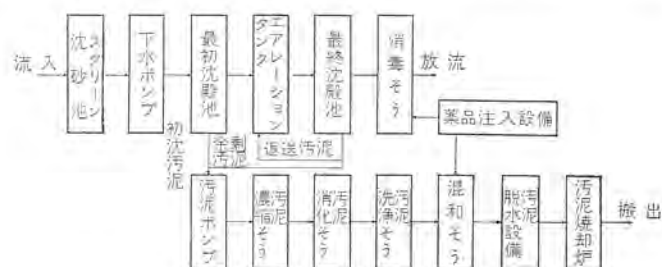 流入
沈砂池
スクリーン
下水ポンプ
最初沈殿池
エアレーション
タンク
最終沈殿池
消毒そう
放流
薬品注入設備
初沈汚泥
余剰
汚泥
返送汚泥
汚泥ポンプ
汚泥
濃縮そう
汚泥
消化そう
汚泥
洗浄そう
混和そう
汚泥
脱水設備
汚泥焼却炉
搬出